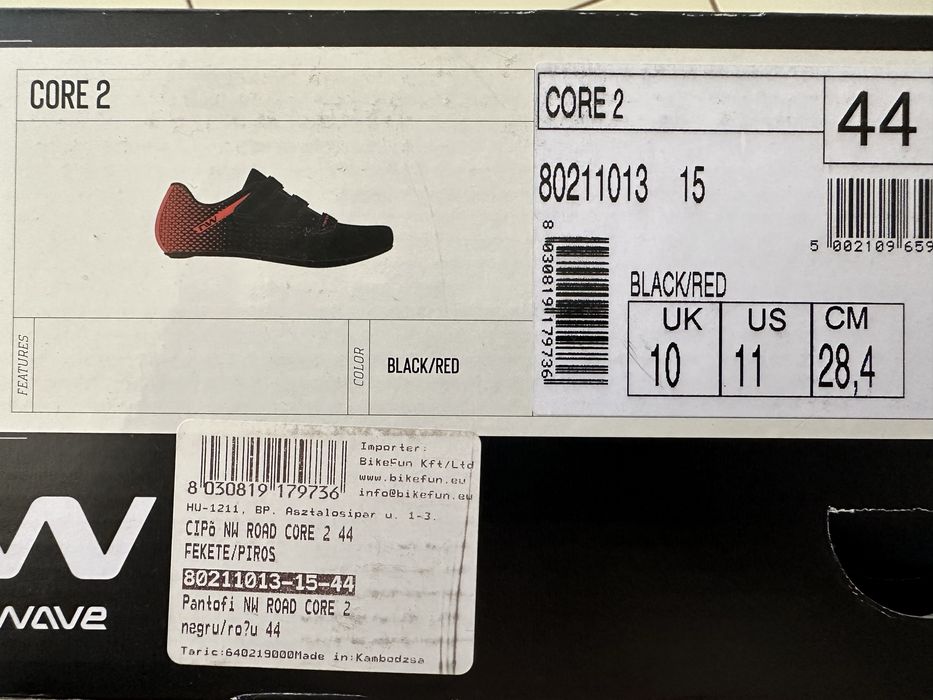 CORE 2
NW
FEATURES
COLOR
BLACK/RED
CORE 2
44
80211013 15
8 030819 179736
5 002109 659
BLACK/RED
UK US CM
10 11 28,4
8 030819 179736
Importer:
BikeFun Kft/Ltd
www.bikefun.eu
info@bikefun.eu
HU-1211, BP. Asztalosipar u. 1-3.
CIPő NW ROAD CORE 2 44
FEKETE/PIROS
80211013-15-44
Pantofi NW ROAD CORE 2
negru/ro?u 44
Taric:640219000Made in:Kambodzsa
wave